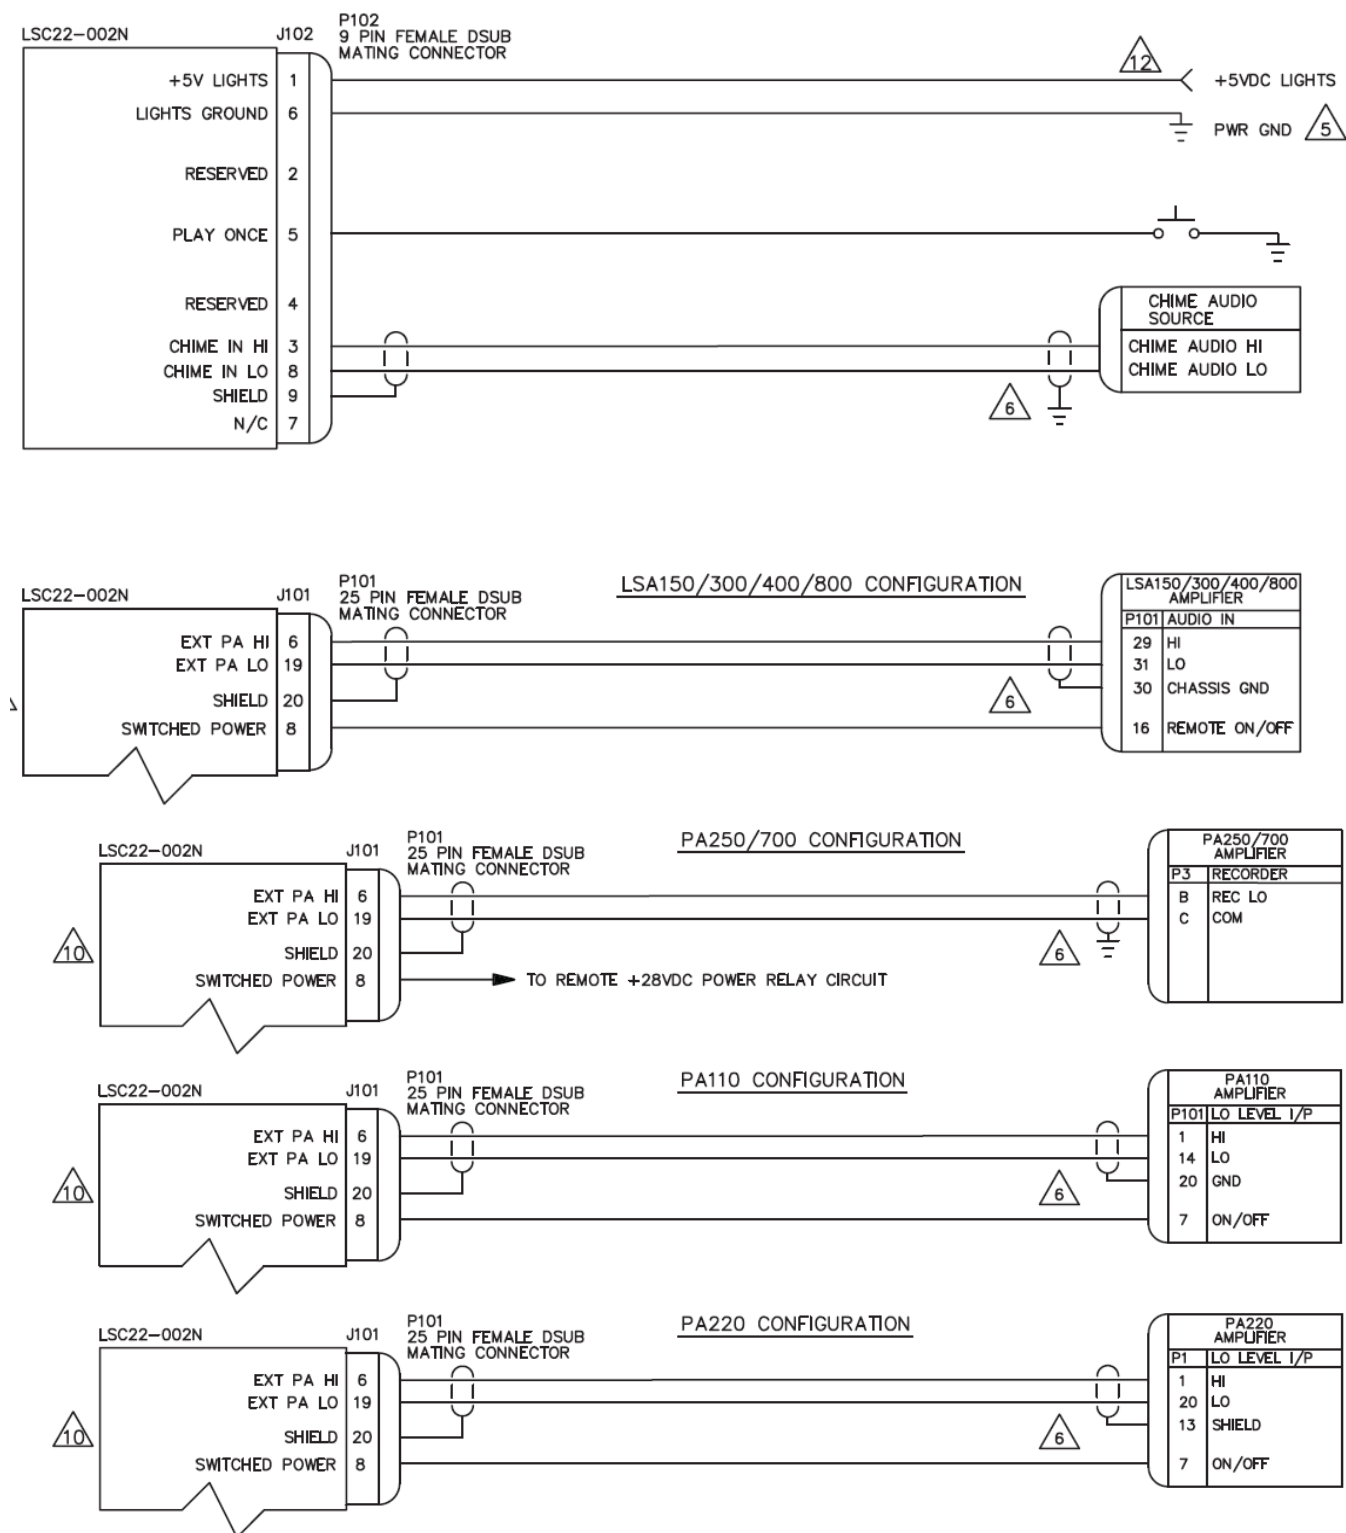 LSC22-002N J102 P102
9 PIN FEMALE DSUB
MATING CONNECTOR
+5V LIGHTS 1 12 +5VDC LIGHTS
LIGHTS GROUND 6 PWR GND 5
RESERVED 2
PLAY ONCE 5
RESERVED 4
CHIME AUDIO
SOURCE
CHIME IN HI 3 CHIME AUDIO HI
CHIME IN LO 8 CHIME AUDIO LO
SHIELD 9 6
N/C 7
LSC22-002N J101 P101
25 PIN FEMALE DSUB
MATING CONNECTOR
LSA150/300/400/800 CONFIGURATION
LSA150/300/400/800
AMPLIFIER
P101 AUDIO IN
EXT PA HI 6 29 HI
EXT PA LO 19 31 LO
SHIELD 20 6 30 CHASSIS GND
SWITCHED POWER 8 16 REMOTE ON/OFF
LSC22-002N J101 P101
25 PIN FEMALE DSUB
MATING CONNECTOR
PA250/700 CONFIGURATION
PA250/700
AMPLIFIER
P3 RECORDER
EXT PA HI 6 B REC LO
EXT PA LO 19 C COM
10 SHIELD 20 6
SWITCHED POWER 8 TO REMOTE +28VDC POWER RELAY CIRCUIT
LSC22-002N J101 P101
25 PIN FEMALE DSUB
MATING CONNECTOR
PA110 CONFIGURATION
PA110
AMPLIFIER
P101 LO LEVEL I/P
EXT PA HI 6 1 HI
EXT PA LO 19 14 LO
10 SHIELD 20 6 20 GND
SWITCHED POWER 8 7 ON/OFF
LSC22-002N J101 P101
25 PIN FEMALE DSUB
MATING CONNECTOR
PA220 CONFIGURATION
PA220
AMPLIFIER
P1 LO LEVEL I/P
EXT PA HI 6 1 HI
EXT PA LO 19 20 LO
10 SHIELD 20 6 13 SHIELD
SWITCHED POWER 8 7 ON/OFF